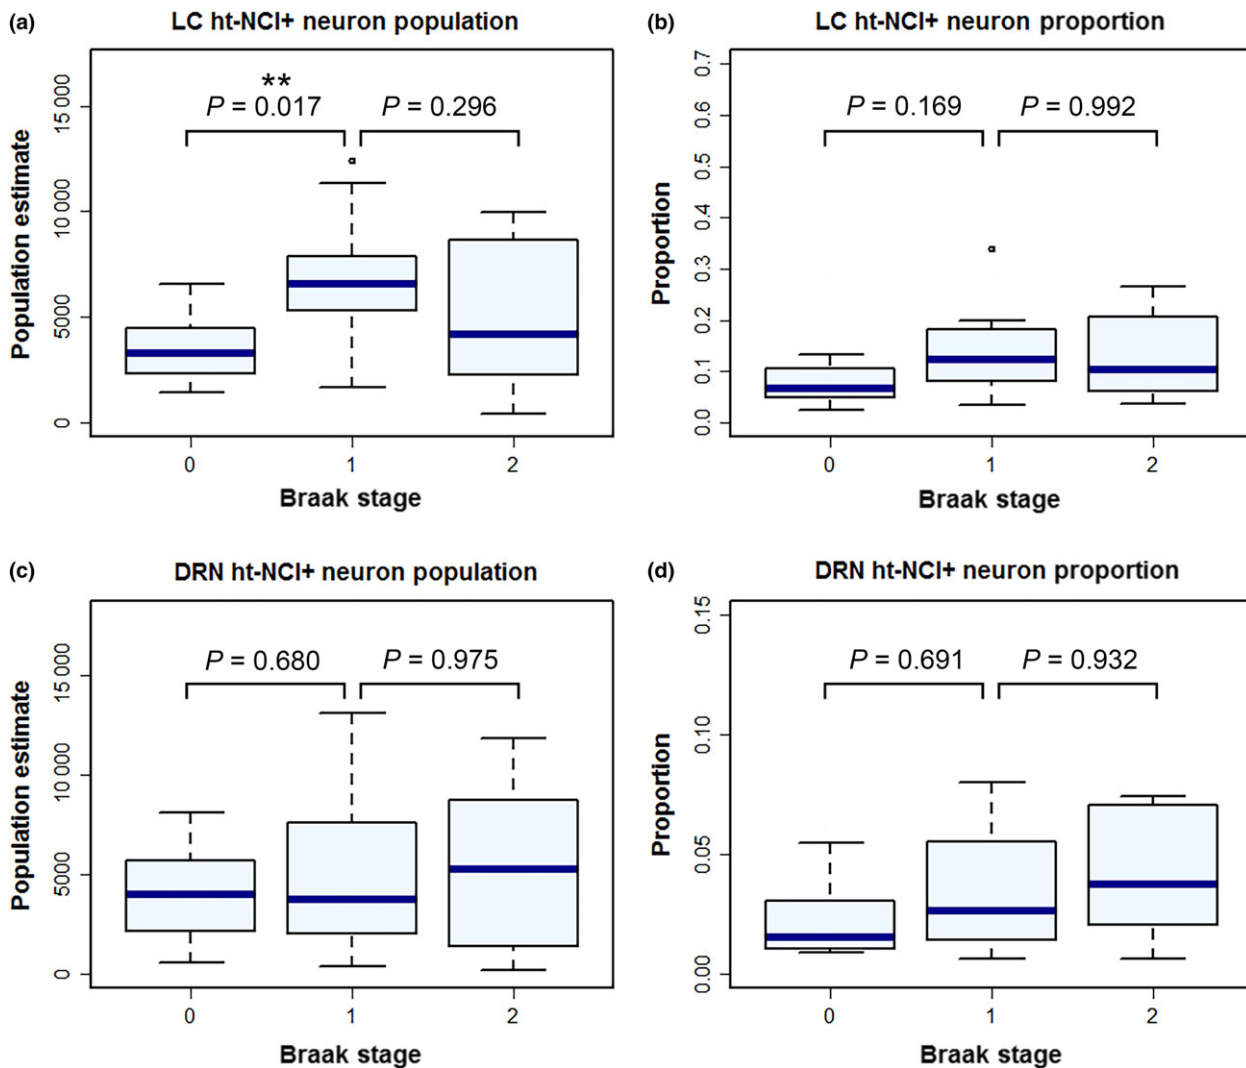 (a)
LC ht-NCI+ neuron population
**
P = 0.017
P = 0.296
Population estimate
15 000
10 000
5000
0
0 1 2
Braak stage
(b)
LC ht-NCI+ neuron proportion
P = 0.169
P = 0.992
Proportion
0.7
0.6
0.5
0.4
0.3
0.2
0.1
0.0
0 1 2
Braak stage
(c)
DRN ht-NCI+ neuron population
P = 0.680
P = 0.975
Population estimate
15 000
10 000
5000
0
0 1 2
Braak stage
(d)
DRN ht-NCI+ neuron proportion
P = 0.691
P = 0.932
Proportion
0.15
0.10
0.05
0.00
0 1 2
Braak stage